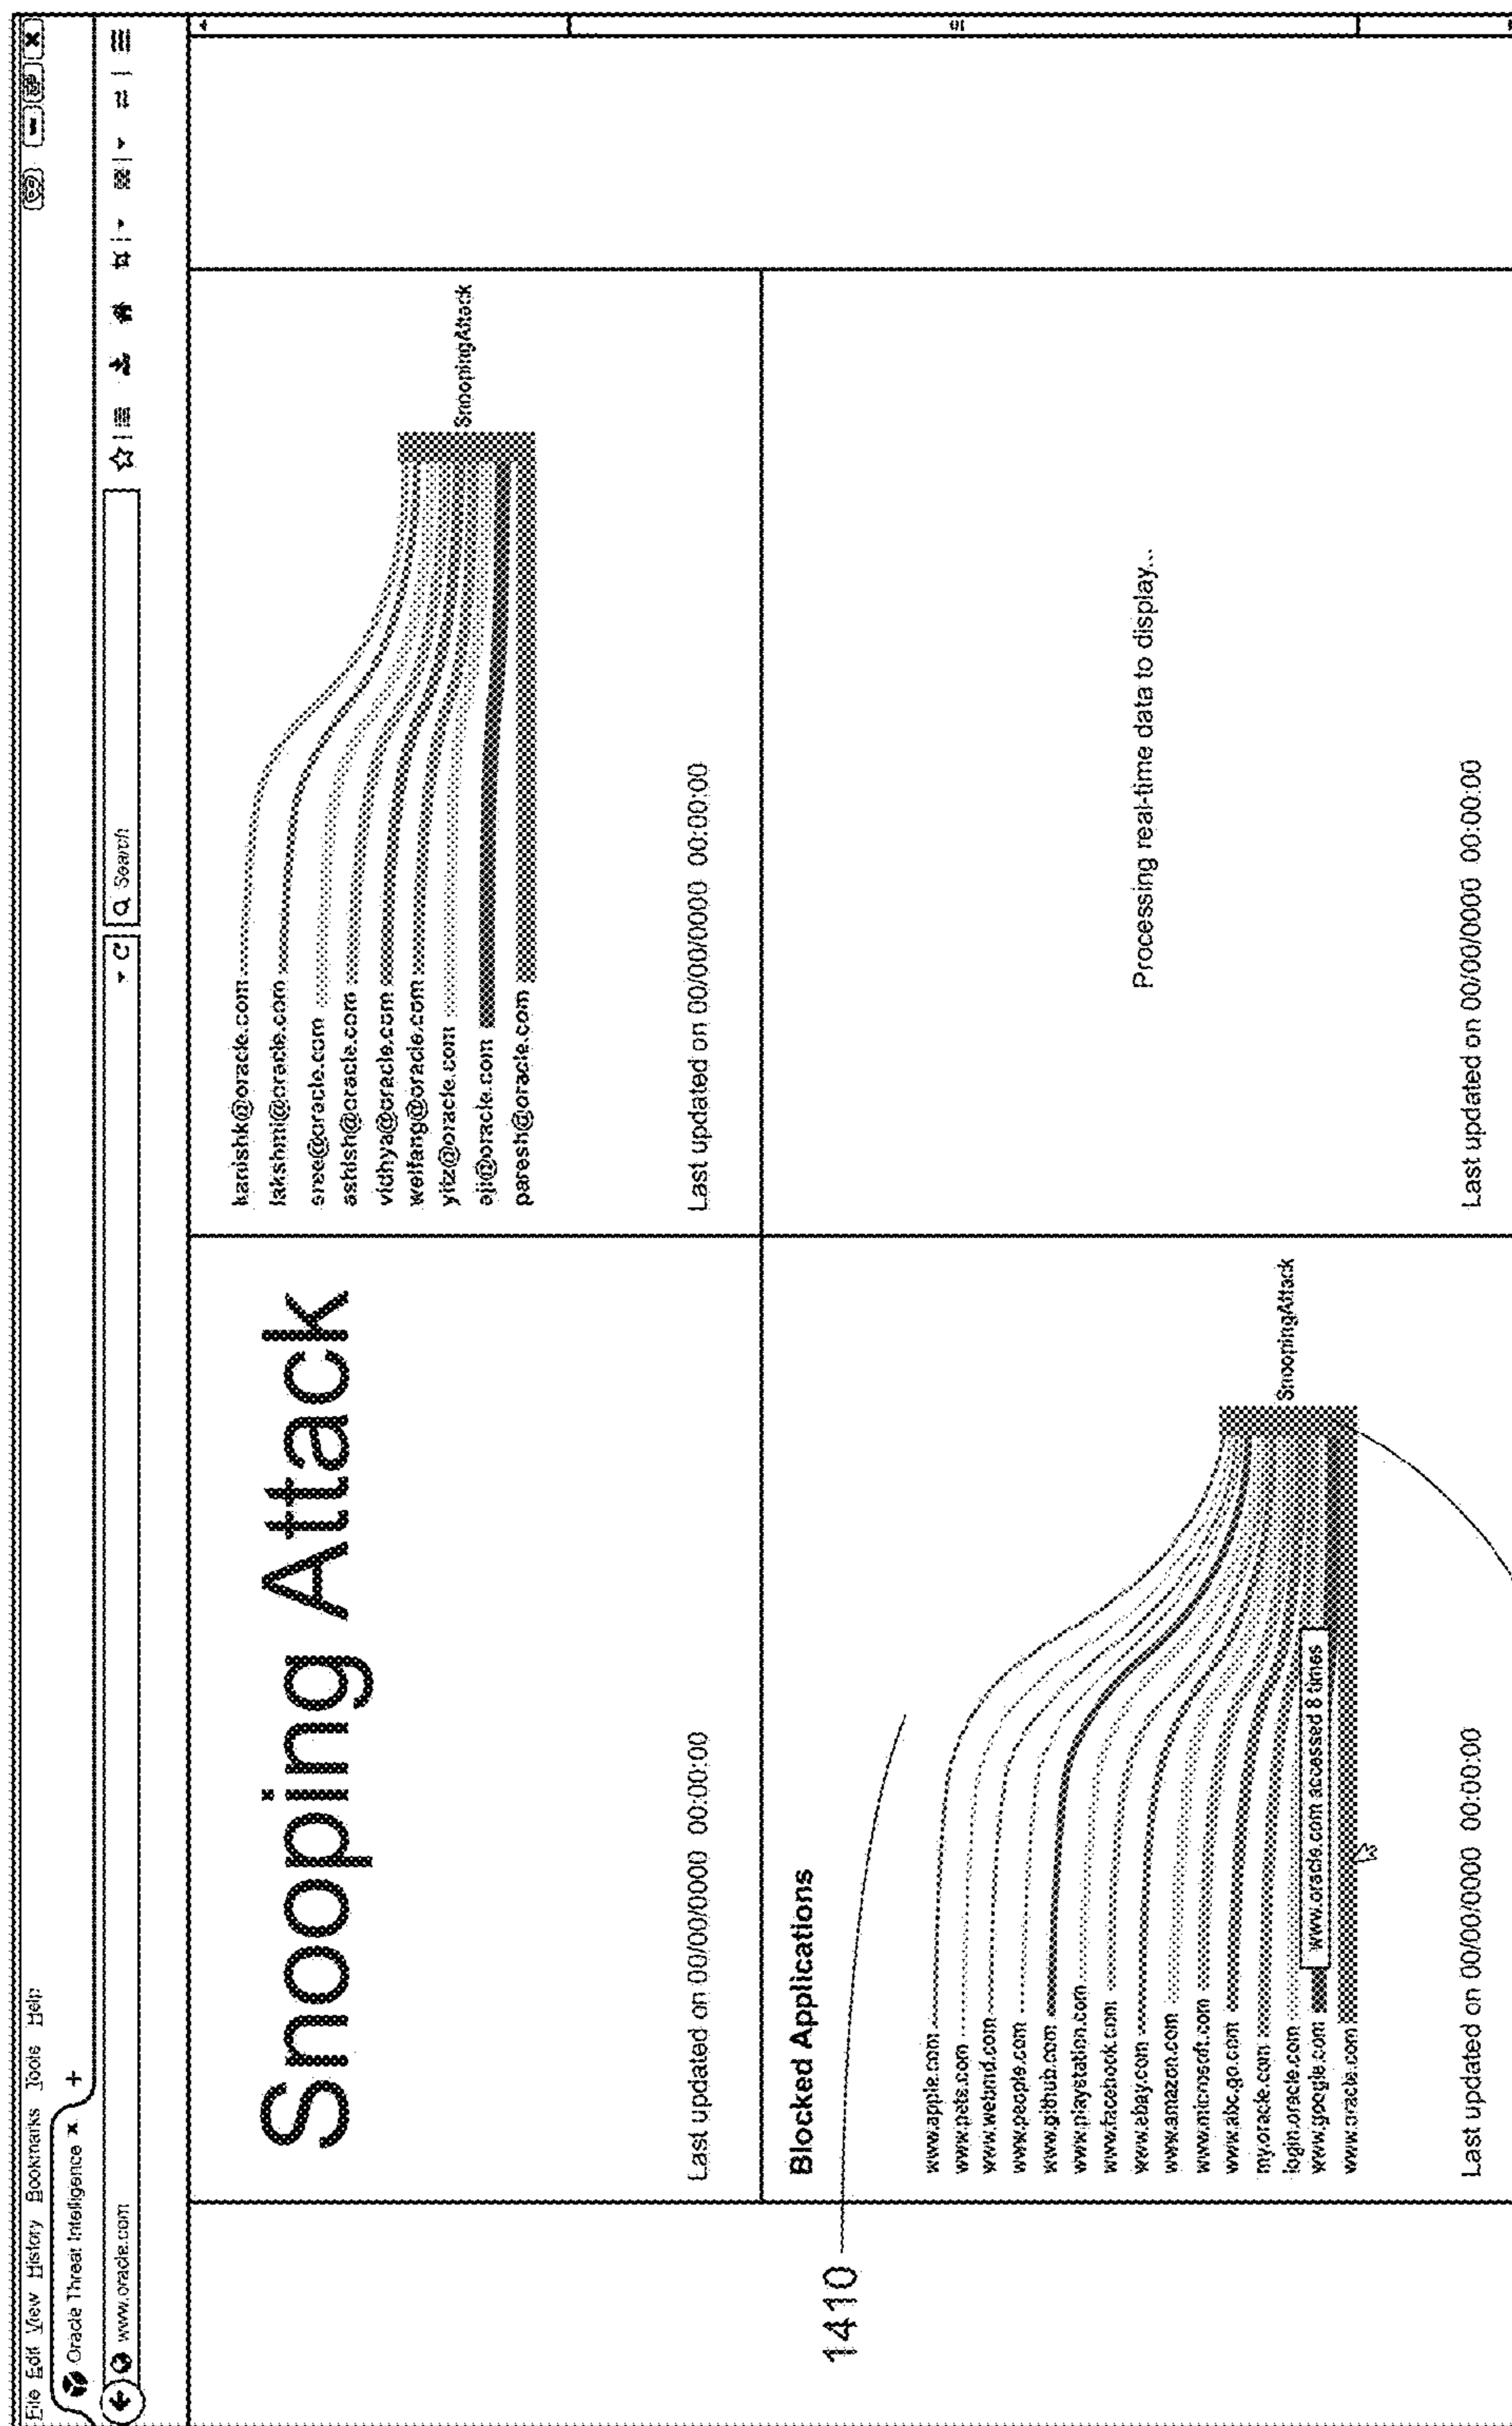 File Edit View History Bookmarks Tools Help
Oracle Threat Intelligence x +
www.oracle.com
C
Search
Snooping Attack
Last updated on 00/00/0000 00:00:00
kanishk@oracle.com
lakshmi@oracle.com
sree@oracle.com
ashish@oracle.com
vidhya@oracle.com
weifang@oracle.com
yitz@oracle.com
aji@oracle.com
paresh@oracle.com
SnoopingAttack
Last updated on 00/00/0000 00:00:00
1410
Blocked Applications
www.apple.com
www.pets.com
www.webmd.com
www.people.com
www.github.com
www.playstation.com
www.facebook.com
www.ebay.com
www.amazon.com
www.microsoft.com
www.abc.go.com
my.oracle.com
login.oracle.com
www.google.com
www.oracle.com
www.oracle.com accessed 8 times
SnoopingAttack
Last updated on 00/00/0000 00:00:00
Processing real-time data to display...
Last updated on 00/00/0000 00:00:00